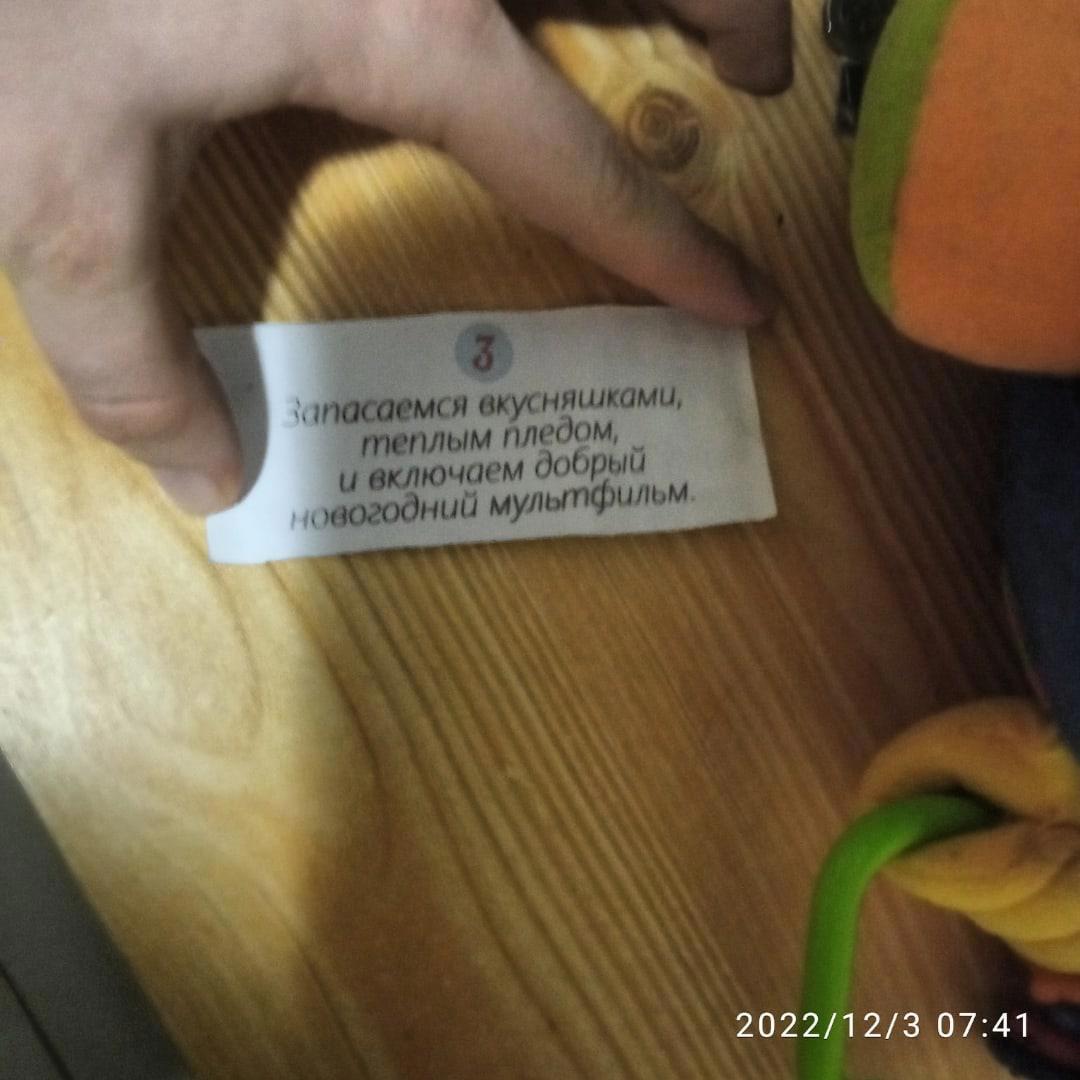 3
Запасаемся вкусняшками,
теплым пледом,
и включаем добрый
новогодний мультфильм.
2022/12/3 07:41